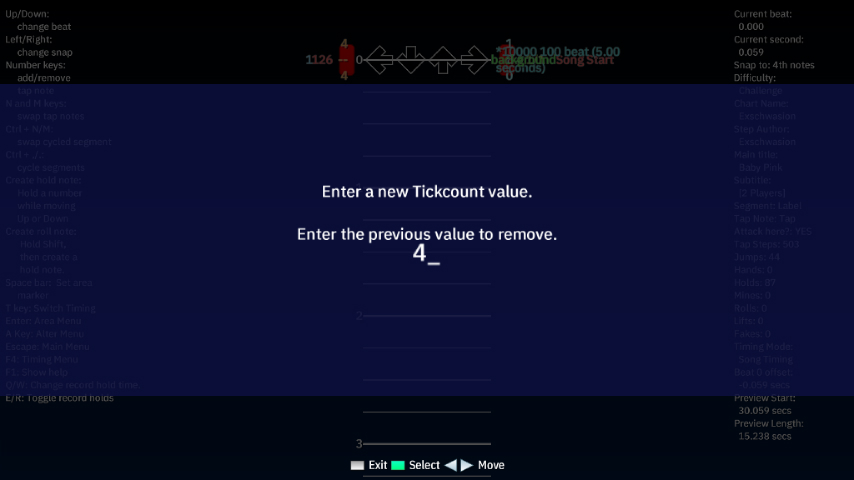 Up/Down:
change beat
Left/Right:
change snap
Number keys:
add/remove
tap note
N and M keys:
swap tap notes
Ctrl + N/M:
swap cycled segment
cycle segments
Create hold note:
Hold a number
while moving
Up or Down
Create roll note:
Hold Shift,
then create a
hold note.
Space bar: Set area
marker
T key: Switch Timing
Enter: Area Menu
A Key: Alter Menu
Escape: Main Menu
F4: Timing Menu
F1: Show help
Q/W: Change record hold time
E/R: Toggle record holds
4
1126
4
0
1
0
*10000 100 beat (5.00
seconds)
background
Song Start
2
3
Enter a new Tickcount value.
Enter the previous value to remove.
4_
Exit Select Move
Current beat:
0.000
Current second:
0.059
Snap to: 4th notes
Difficulty:
Challenge
Chart Name:
Exschwasion
Step Author:
Exschwasion
Main title:
Baby Pink
Subtitle:
[2 Players]
Segment: Label
Tap Note: Tap
Attack here?: YES
Tap Steps: 503
Jumps: 44
Hands: 0
Holds: 87
Mines: 9
Rolls: 0
Lifts: 6
Fakes: 0
Timing Mode:
Song Timing
Beat 0 offset:
-0.059 secs
Preview Start:
30.059 secs
Preview Length:
15.238 secs